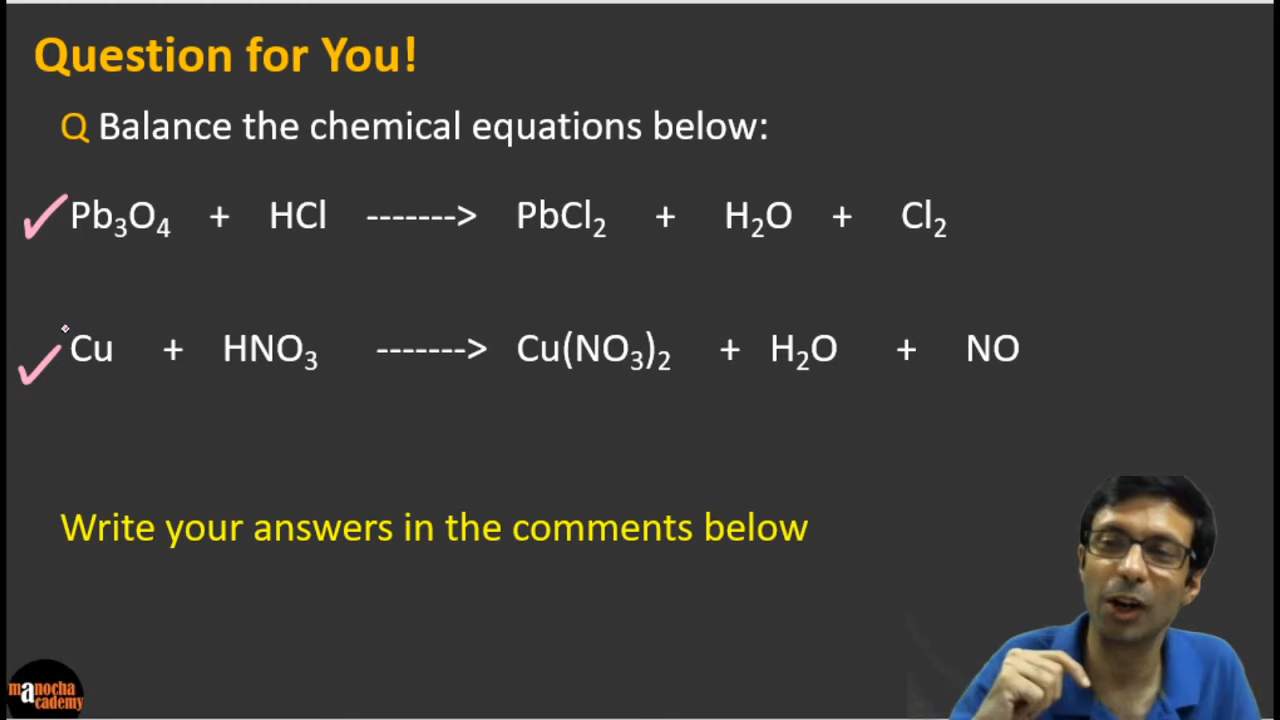 Question for You!
Q Balance the chemical equations below:
Pb₃O₄ + HCl -------> PbCl₂ + H₂O + Cl₂
Cu + HNO₃ -------> Cu(NO₃)₂ + H₂O + NO
Write your answers in the comments below
manocha
academy